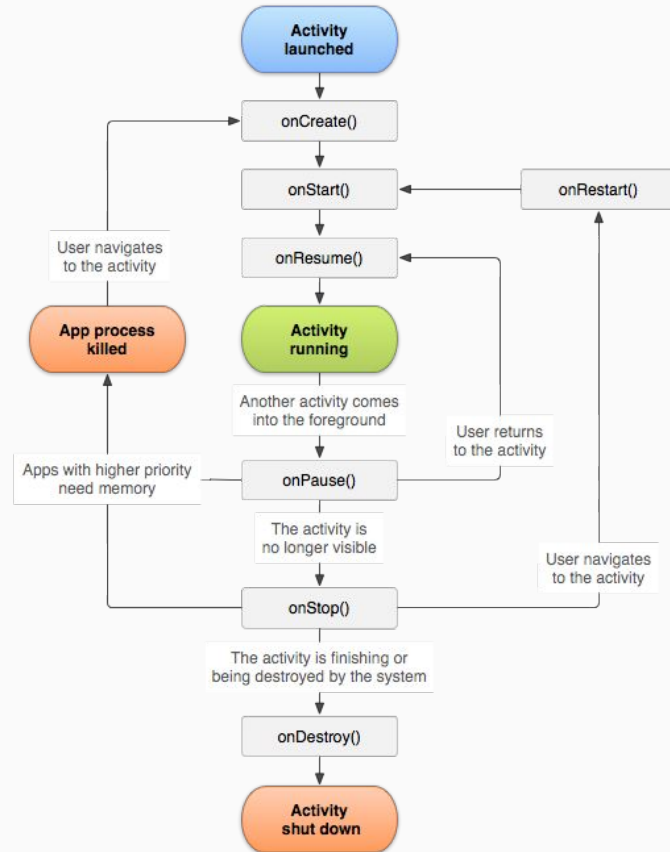 Activity
launched
onCreate()
onStart()
onRestart()
User navigates
to the activity
onResume()
App process
killed
Activity
running
Another activity comes
into the foreground
User returns
to the activity
Apps with higher priority
need memory
onPause()
The activity is
no longer visible
User navigates
to the activity
onStop()
The activity is finishing or
being destroyed by the system
onDestroy()
Activity
shut down